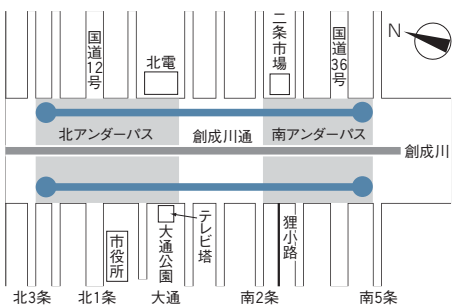 国道12号
北電
二条市場
国道36号
N
北アンダーパス
創成川通
南アンダーパス
創成川
市役所
大通公園
テレビ塔
狸小路
北3条
北1条
大通
南2条
南5条